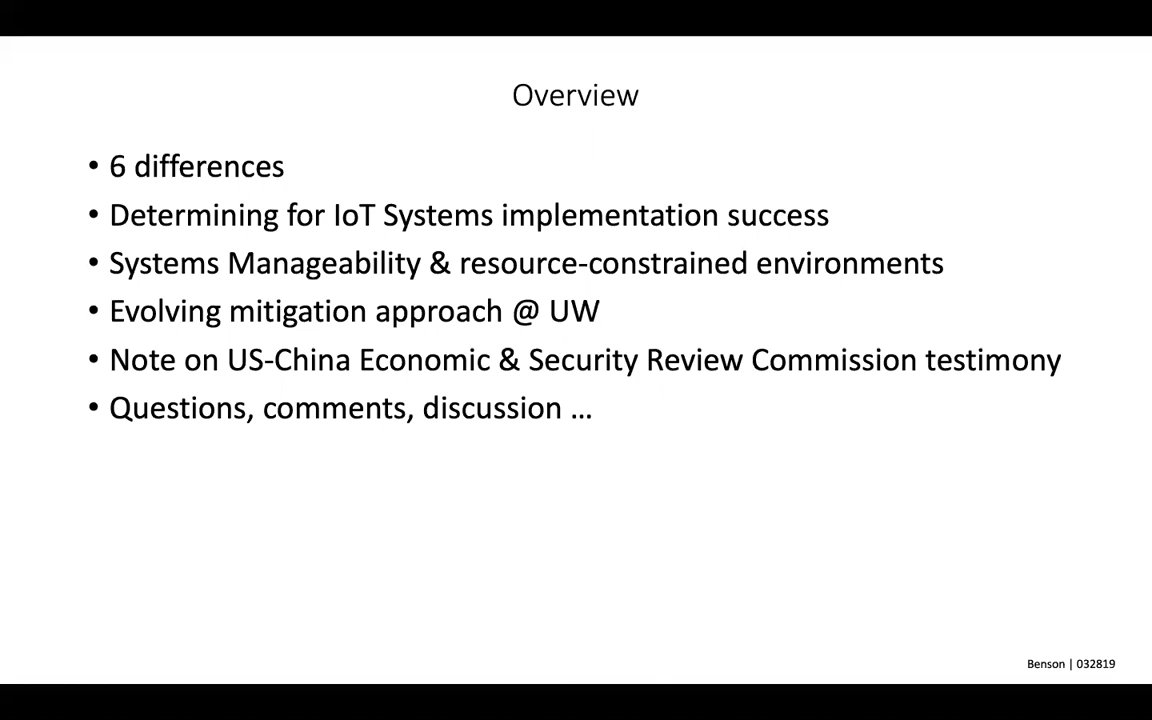 Overview
• 6 differences
• Determining for IoT Systems implementation success
• Systems Manageability & resource-constrained environments
• Evolving mitigation approach @ UW
• Note on US-China Economic & Security Review Commission testimony
• Questions, comments, discussion …
Benson | 032819